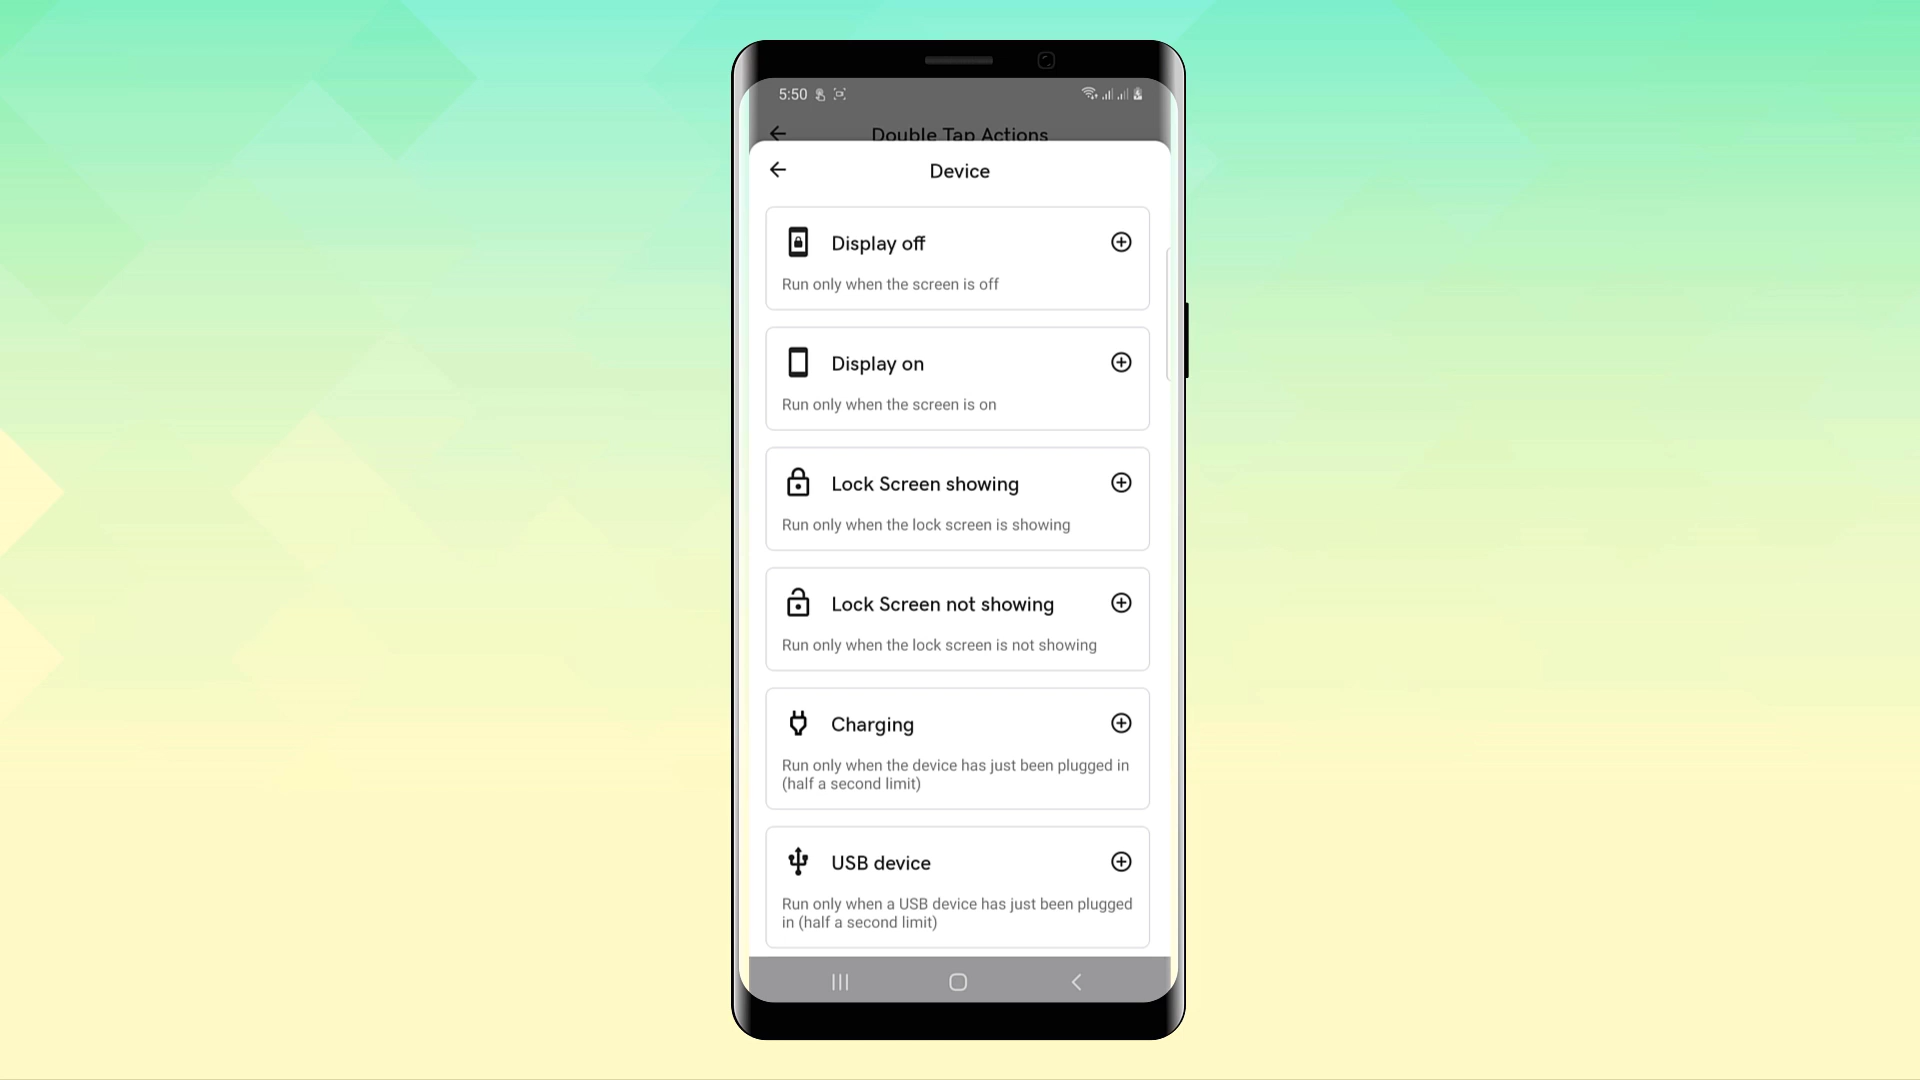 5:50
Double Tap Actions
Device
Display off
Run only when the screen is off
Display on
Run only when the screen is on
Lock Screen showing
Run only when the lock screen is showing
Lock Screen not showing
Run only when the lock screen is not showing
Charging
Run only when the device has just been plugged in
(half a second limit)
USB device
Run only when a USB device has just been plugged
in (half a second limit)